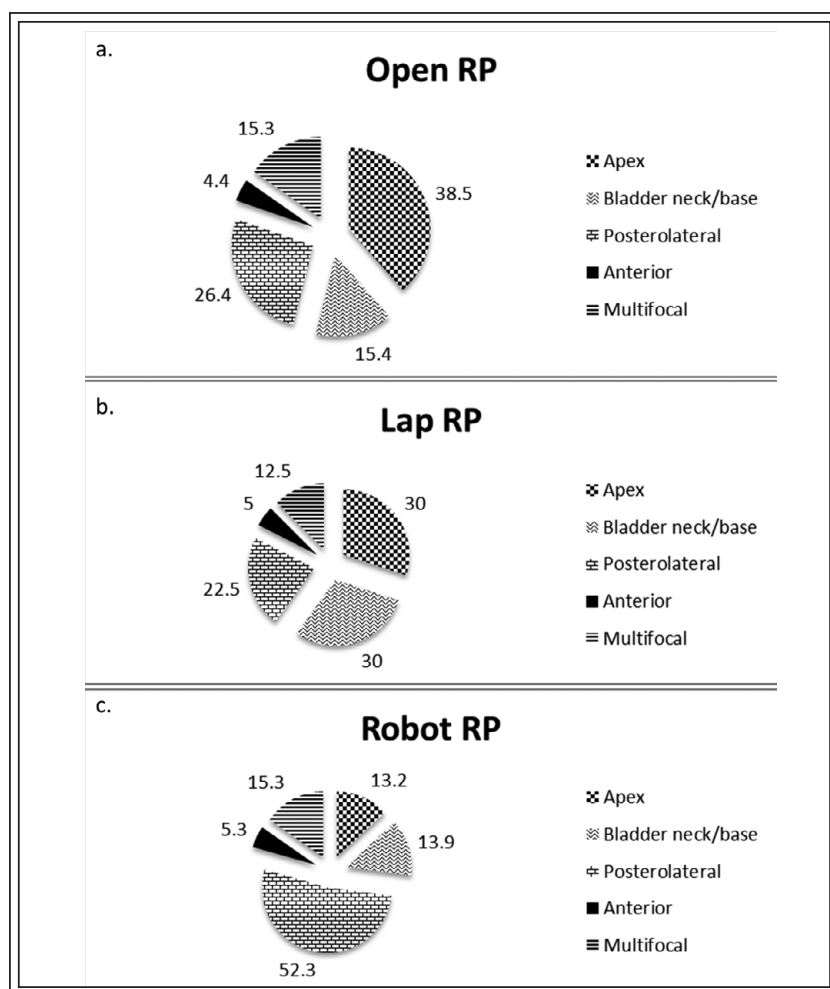 a.
Open RP
15.3
4.4
38.5
26.4
15.4
Apex
Bladder neck/base
Posterolateral
Anterior
Multifocal
b.
Lap RP
12.5
5
30
22.5
30
Apex
Bladder neck/base
Posterolateral
Anterior
Multifocal
c.
Robot RP
15.3
13.2
5.3
13.9
52.3
Apex
Bladder neck/base
Posterolateral
Anterior
Multifocal